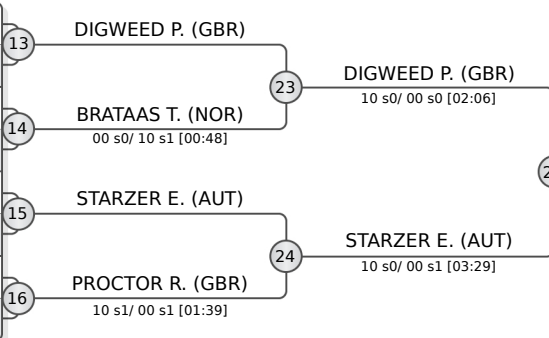 13
DIGWEED P. (GBR)
14
BRATAAS T. (NOR)
00 s0/ 10 s1 [00:48]
23
DIGWEED P. (GBR)
10 s0/ 00 s0 [02:06]
15
STARZER E. (AUT)
16
PROCTOR R. (GBR)
10 s1/ 00 s1 [01:39]
24
STARZER E. (AUT)
10 s0/ 00 s1 [03:29]